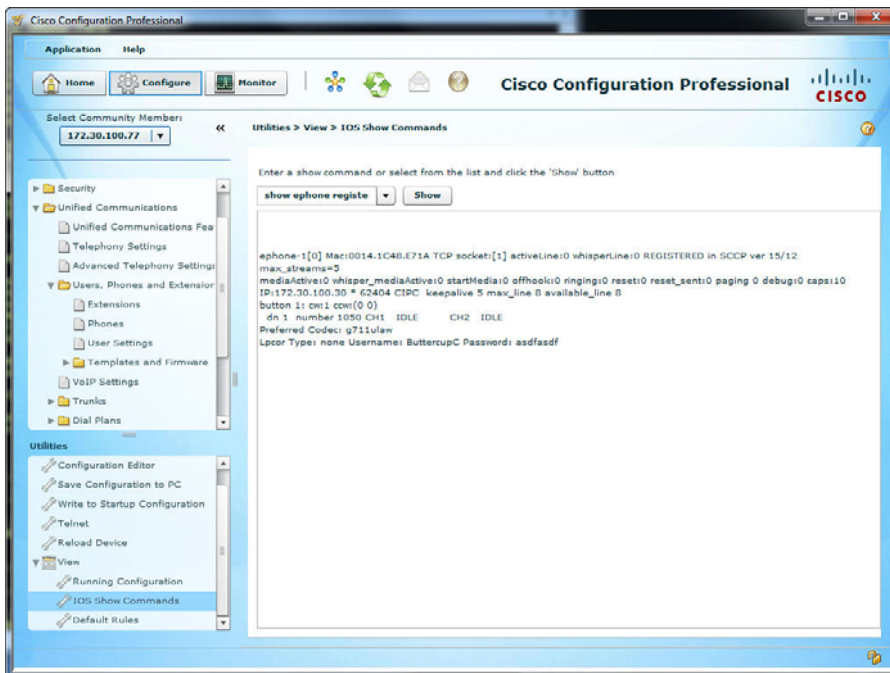 Cisco Configuration Professional
Application Help
Home Configure Monitor Cisco Configuration Professional
CISCO
Select Community Member:
172.30.100.77
Utilities > View > IOS Show Commands
Enter a show command or select from the list and click the 'Show' button
show ephone registe Show
Security
Unified Communications
Unified Communications Fea
Telephony Settings
Advanced Telephony Settings
Users, Phones and Extension
Extensions
Phones
User Settings
Templates and Firmware
VoIP Settings
Trunks
Dial Plans
Utilities
Configuration Editor
Save Configuration to PC
Write to Startup Configuration
Telnet
Reload Device
View
Running Configuration
IOS Show Commands
Default Rules
ephone-1[0] Mac:0014.1C48.E71A TCP socket:[1] activeLine:0 whisperLine:0 REGISTERED in SCCP ver 15/12
max_streams=5
mediaActive:0 whisper_mediaActive:0 startMedia:0 offhook:0 ringing:0 reset:0 reset_sent:0 paging 0 debug:0 caps:10
IP:172.30.100.30 * 62404 CIPC keepalive 5 max_line 8 available_line 8
button 1: cw:1 ccw:(0 0)
dn 1 number 1050 CH1 IDLE CH2 IDLE
Preferred Codec: g711ulaw
Lpcor Type: none Username: ButtercupC Password: asdfasdf